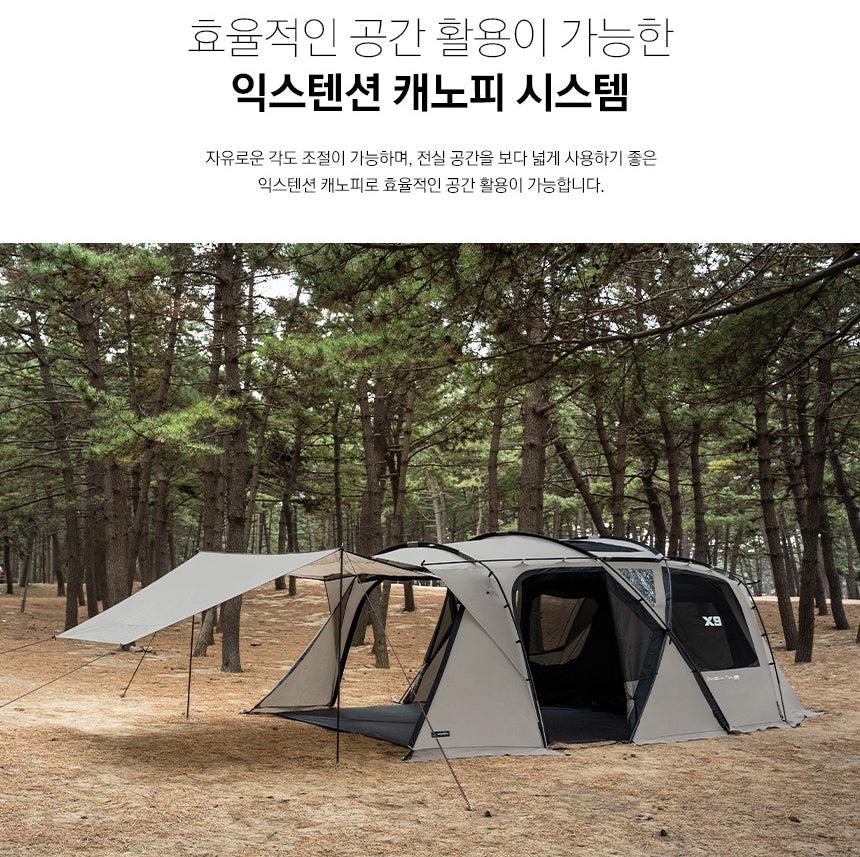 효율적인 공간 활용이 가능한
익스텐션 캐노피 시스템
자유로운 각도 조절이 가능하며, 전실 공간을 보다 넓게 사용하기 좋은
익스텐션 캐노피로 효율적인 공간 활용이 가능합니다.
X9